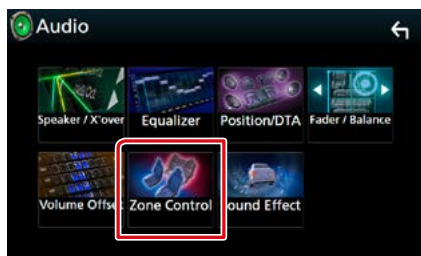 Audio
Speaker / X'over
Equalizer
Position/DTA
Fader / Balance
Volume Offset
Zone Control
ound Effect